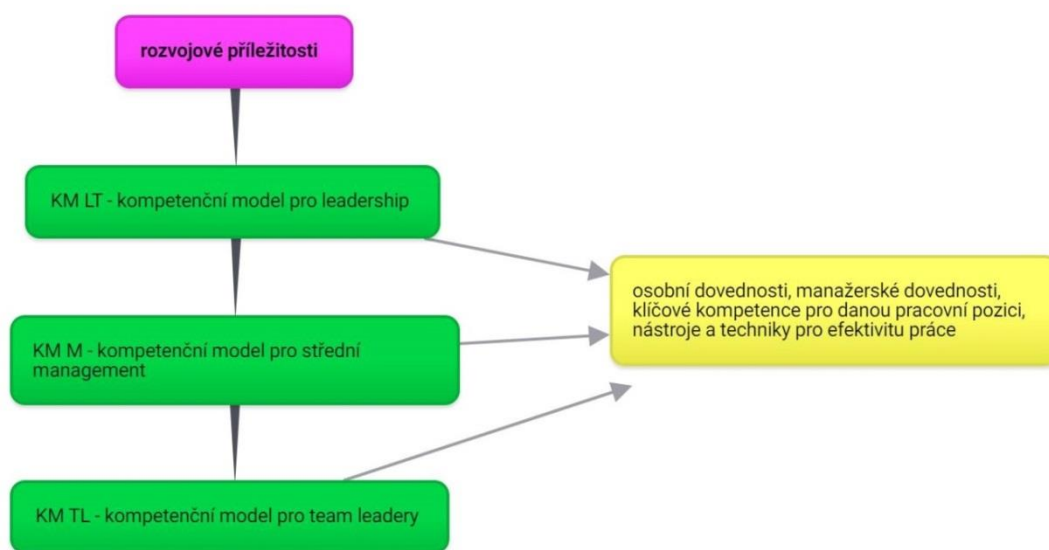 rozvojové příležitosti
KM LT - kompetenční model pro leadership
osobní dovednosti, manažerské dovednosti,
klíčové kompetence pro danou pracovní pozici,
nástroje a techniky pro efektivitu práce
KM M - kompetenční model pro střední
management
KM TL - kompetenční model pro team leadery